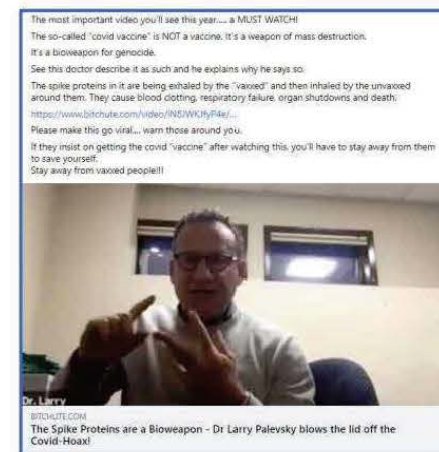 The most important video you'll see this year.... a MUST WATCH!
The so-called "covid vaccine" is NOT a vaccine. It's a weapon of mass destruction.
It's a bioweapon for genocide.
See this doctor describe it as such and he explains why he says so.
The spike proteins in it are being exhaled by the "vaxxed" and then inhaled by the unvaxxed
around them. They cause blood clotting, respiratory failure, organ shutdowns and death.
https://www.bitchute.com/video/
Please make this go viral.... warn those around you.
If they insist on getting the covid "vaccine" after watching this, you'll have to stay away from them
to save yourself.
Stay away from vaxxed people!!!
Dr. Larry
BITCHUTE.COM
The Spike Proteins are a Bioweapon - Dr Larry Palevsky blows the lid off the
Covid-Hoax!